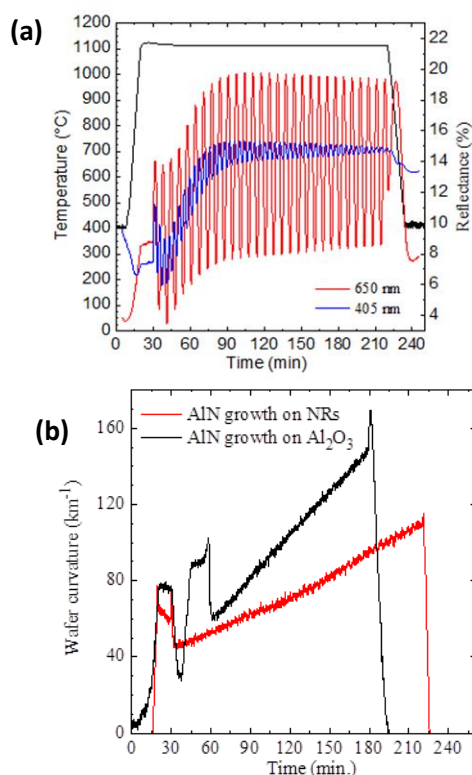 (a)
1200
1100
1000
900
800
700
600
500
400
300
200
100
0
Temperature (°C)
22
20
18
16
14
12
10
8
6
4
Reflectance (%)
650 nm
405 nm
0 30 60 90 120 150 180 210 240
Time (min)
(b)
AlN growth on NRs
AlN growth on Al₂O₃
160
120
80
40
0
Wafer curvature (km⁻¹)
0 30 60 90 120 150 180 210 240
Time (min.)